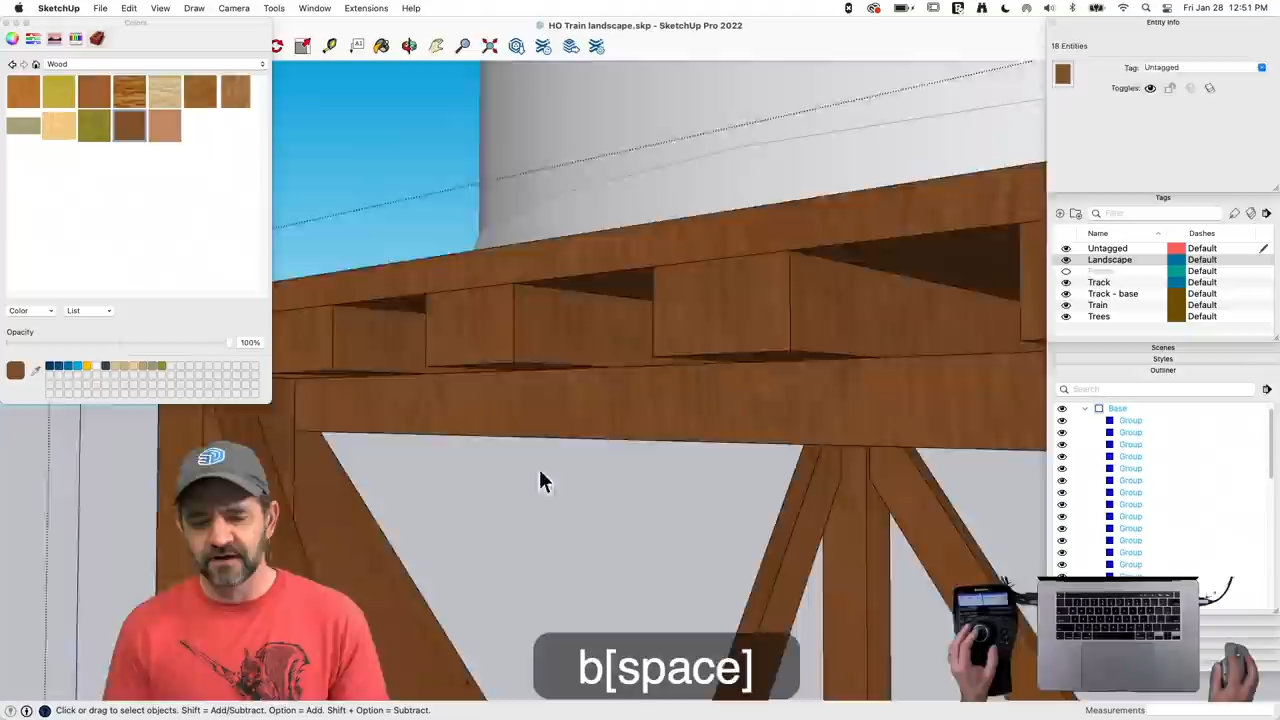 SketchUp File Edit View Draw Camera Tools Window Extensions Help Fri Jan 28 12:51 PM
Colors
HO Train landscape.skp - SketchUp Pro 2022
Entity Info
18 Entities
Wood
Tag: Untagged
Toggles:
Tags
Filter
Name Dashes
Untagged Default
Landscape Default
Default
Track Default
Track - base Default
Train Default
Trees Default
Color List
Opacity
100%
Scenes
Styles
Outliner
Search
Base
Group
Group
Group
Group
Group
Group
Group
Group
Group
Group
Group
Group
Group
b[space]
Click or drag to select objects. Shift = Add/Subtract. Option = Add. Shift + Option = Subtract.
Measurements